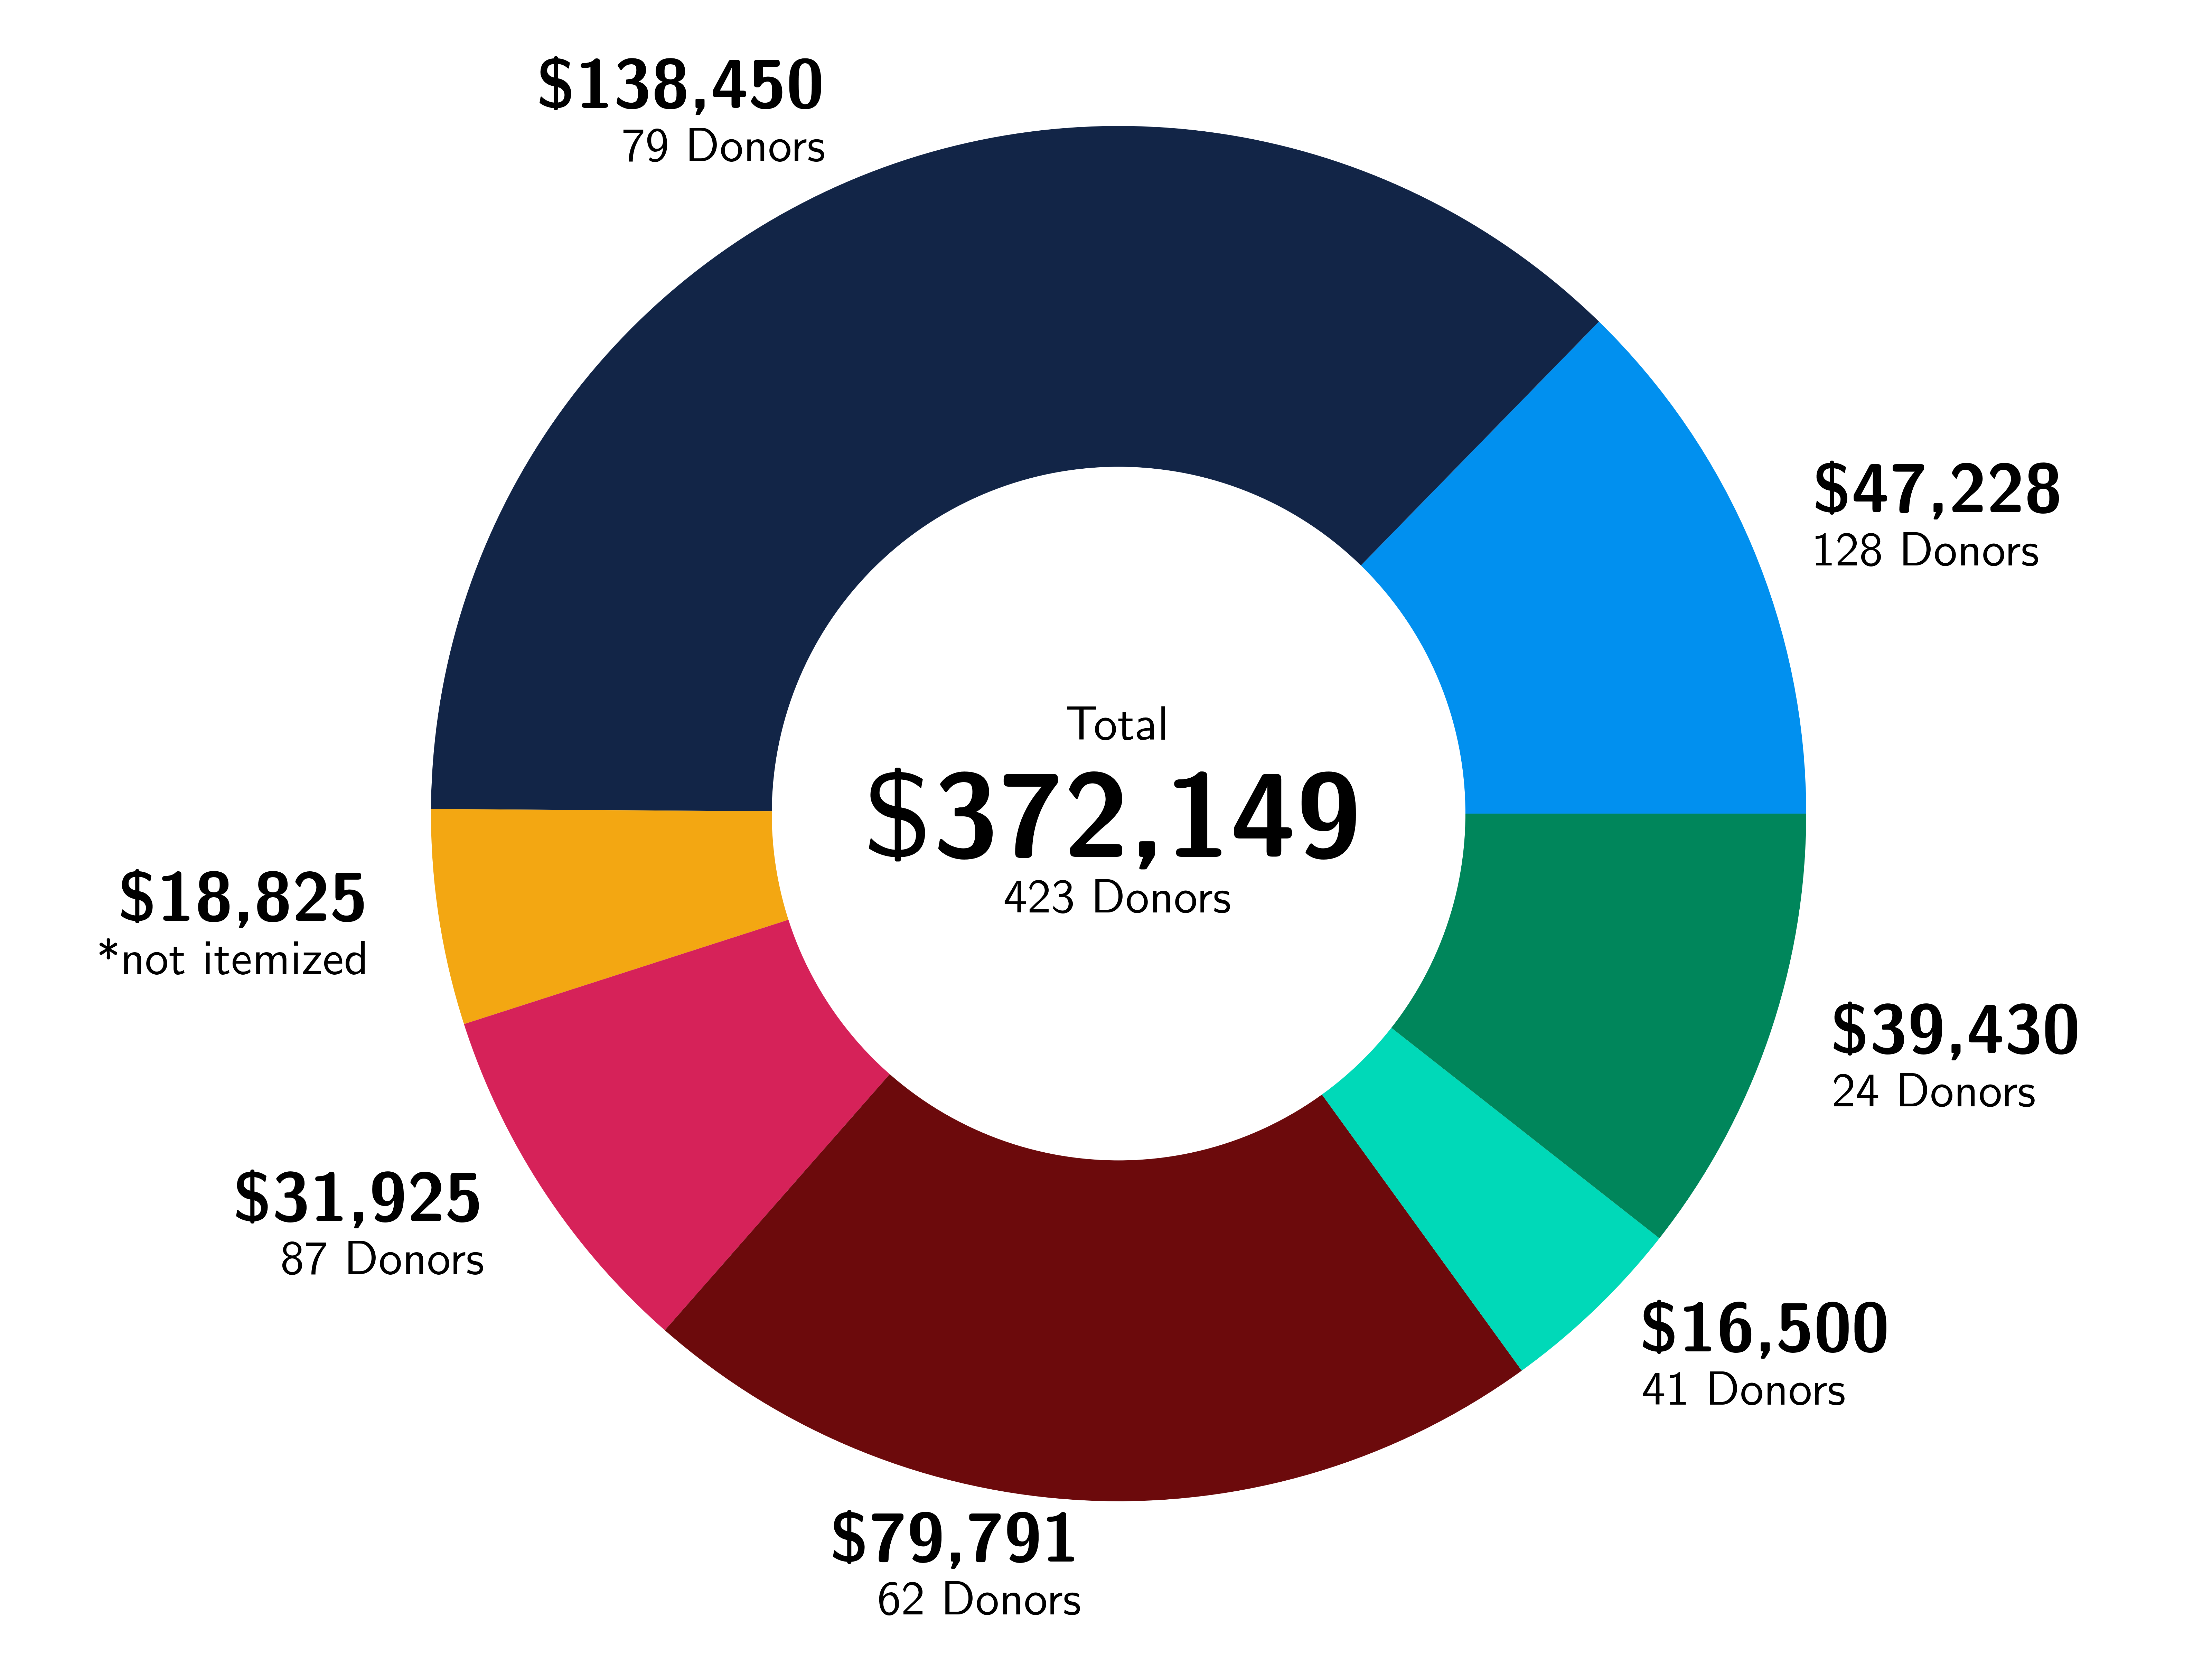 $138,450
79 Donors
$47,228
128 Donors
Total
$372,149
423 Donors
$18,825
*not itemized
$39,430
24 Donors
$31,925
87 Donors
$16,500
41 Donors
$79,791
62 Donors